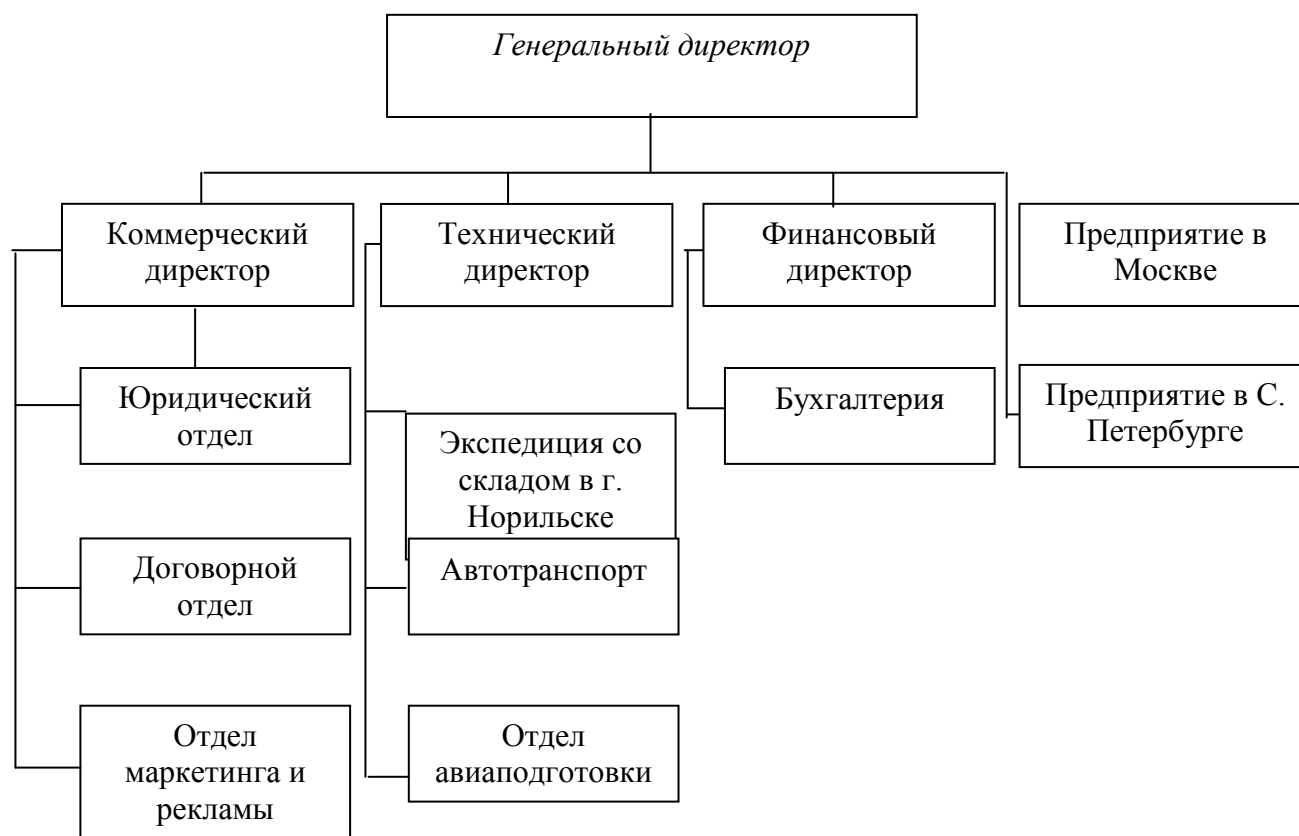 Генеральный директор
Коммерческий
директор
Технический
директор
Финансовый
директор
Предприятие в
Москве
Юридический
отдел
Экспедиция со
складом в г.
Норильске
Бухгалтерия
Предприятие в С.
Петербурге
Договорной
отдел
Автотранспорт
Отдел
маркетинга и
рекламы
Отдел
авиаподготовки